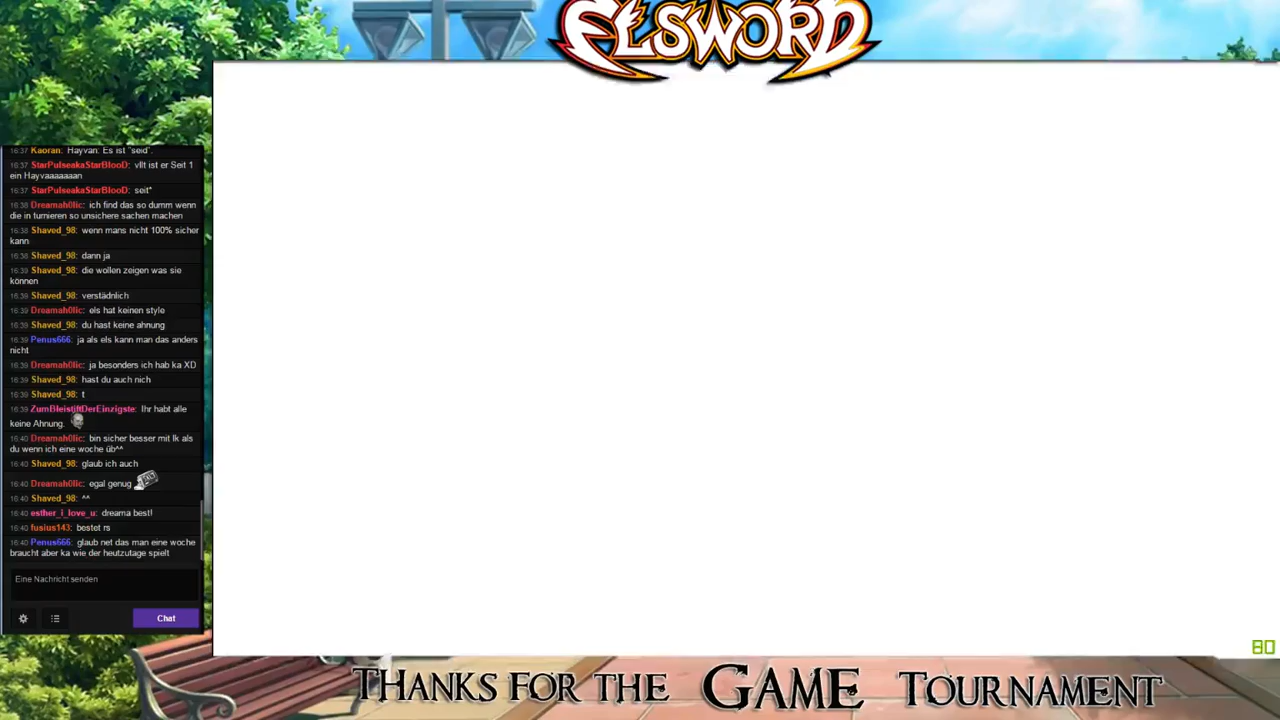 ELSWORD
16:37 Kaoran: Hayvan: Es ist "seid".
16:37 StarPulseakaStarBlooD: vllt ist er Seit 1
ein Hayvaaaaaaan
16:37 StarPulseakaStarBlooD: seit*
16:38 Dreamah0lic: ich find das so dumm wenn
die in turnieren so unsichere sachen machen
16:38 Shaved_98: wenn mans nicht 100% sicher
kann
16:38 Shaved_98: dann ja
16:39 Shaved_98: die wollen zeigen was sie
können
16:39 Shaved_98: verstädnlich
16:39 Dreamah0lic: els hat keinen style
16:39 Shaved_98: du hast keine ahnung
16:39 Penus666: ja als els kann man das anders
nicht
16:39 Dreamah0lic: ja besonders ich hab ka XD
16:39 Shaved_98: hast du auch nich
16:39 Shaved_98: t
16:39 ZumBleistiftDerEinzigste: Ihr habt alle
keine Ahnung.
16:40 Dreamah0lic: bin sicher besser mit lk als
du wenn ich eine woche üb^^
16:40 Shaved_98: glaub ich auch
16:40 Dreamah0lic: egal genug
16:40 Shaved_98: ^^
16:40 esther_i_love_u: dreama best!
16:40 fusius143: bestet rs
16:40 Penus666: glaub net das man eine woche
braucht aber ka wie der heutzutage spielt
Eine Nachricht senden
Chat
80
THANKS FOR THE GAME TOURNAMENT